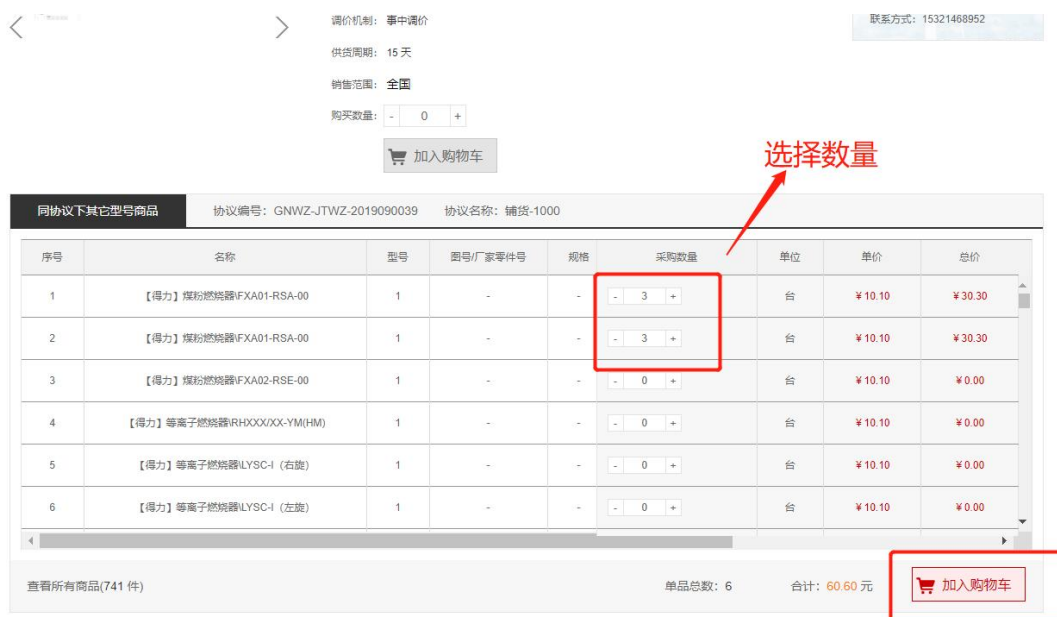 调价机制： 事中调价
联系方式：15321468952
供货周期： 15 天
销售范围： 全国
购买数量： - 0 +
加入购物车
选择数量
同协议下其它型号商品 协议编号：GNWZ-JTWZ-2019090039 协议名称：铺货-1000
序号 名称 型号 图号/厂家零件号 规格 采购数量 单位 单价 总价
1 【得力】煤粉燃烧器\FXA01-RSA-00 1 - - - 3 + 台 ¥10.10 ¥30.30
2 【得力】煤粉燃烧器\FXA01-RSA-00 1 - - - 3 + 台 ¥10.10 ¥30.30
3 【得力】煤粉燃烧器\FXA02-RSE-00 1 - - - 0 + 台 ¥10.10 ¥0.00
4 【得力】等离子燃烧器\RHXXX/XX-YM(HM) 1 - - - 0 + 台 ¥10.10 ¥0.00
5 【得力】等离子燃烧器\LYSC-I（右旋） 1 - - - 0 + 台 ¥10.10 ¥0.00
6 【得力】等离子燃烧器\LYSC-I（左旋） 1 - - - 0 + 台 ¥10.10 ¥0.00
查看所有商品(741 件) 单品总数：6 合计：60.60 元 加入购物车